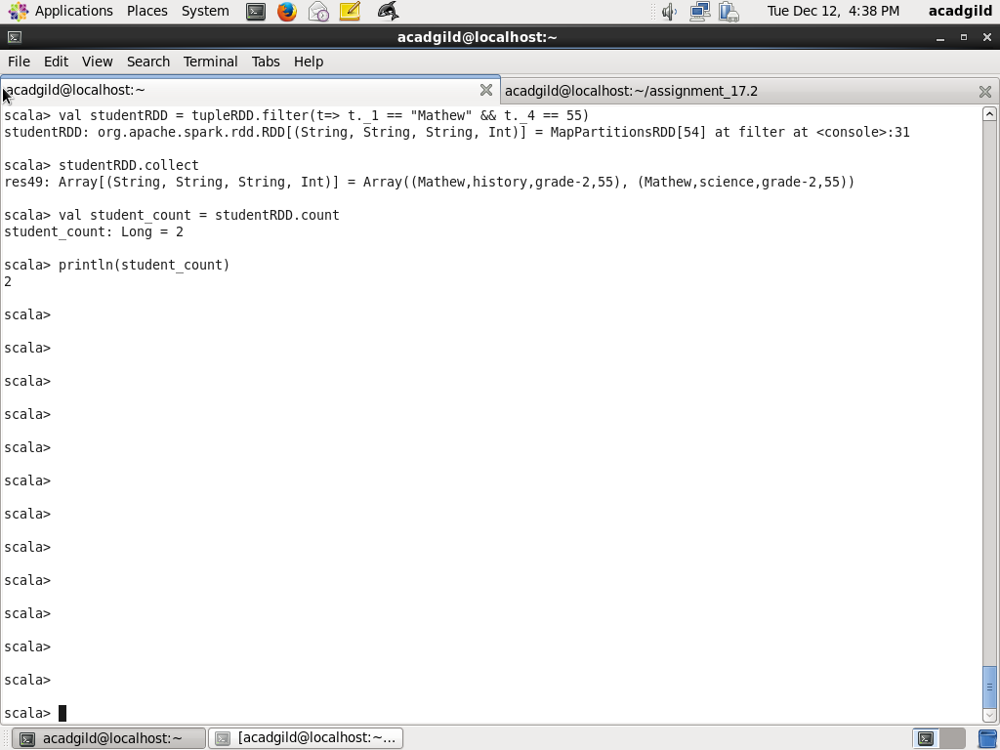 Applications Places System Tue Dec 12, 4:38 PM acadgild
acadgild@localhost:~
File Edit View Search Terminal Tabs Help
acadgild@localhost:~ acadgild@localhost:~/assignment_17.2
scala> val studentRDD = tupleRDD.filter(t=> t._1 == "Mathew" && t._4 == 55)
studentRDD: org.apache.spark.rdd.RDD[(String, String, String, Int)] = MapPartitionsRDD[54] at filter at <console>:31
scala> studentRDD.collect
res49: Array[(String, String, String, Int)] = Array((Mathew,history,grade-2,55), (Mathew,science,grade-2,55))
scala> val student_count = studentRDD.count
student_count: Long = 2
scala> println(student_count)
2
scala>
scala>
scala>
scala>
scala>
scala>
scala>
scala>
scala>
scala>
scala>
scala>
scala>
acadgild@localhost:~ [acadgild@localhost:~...